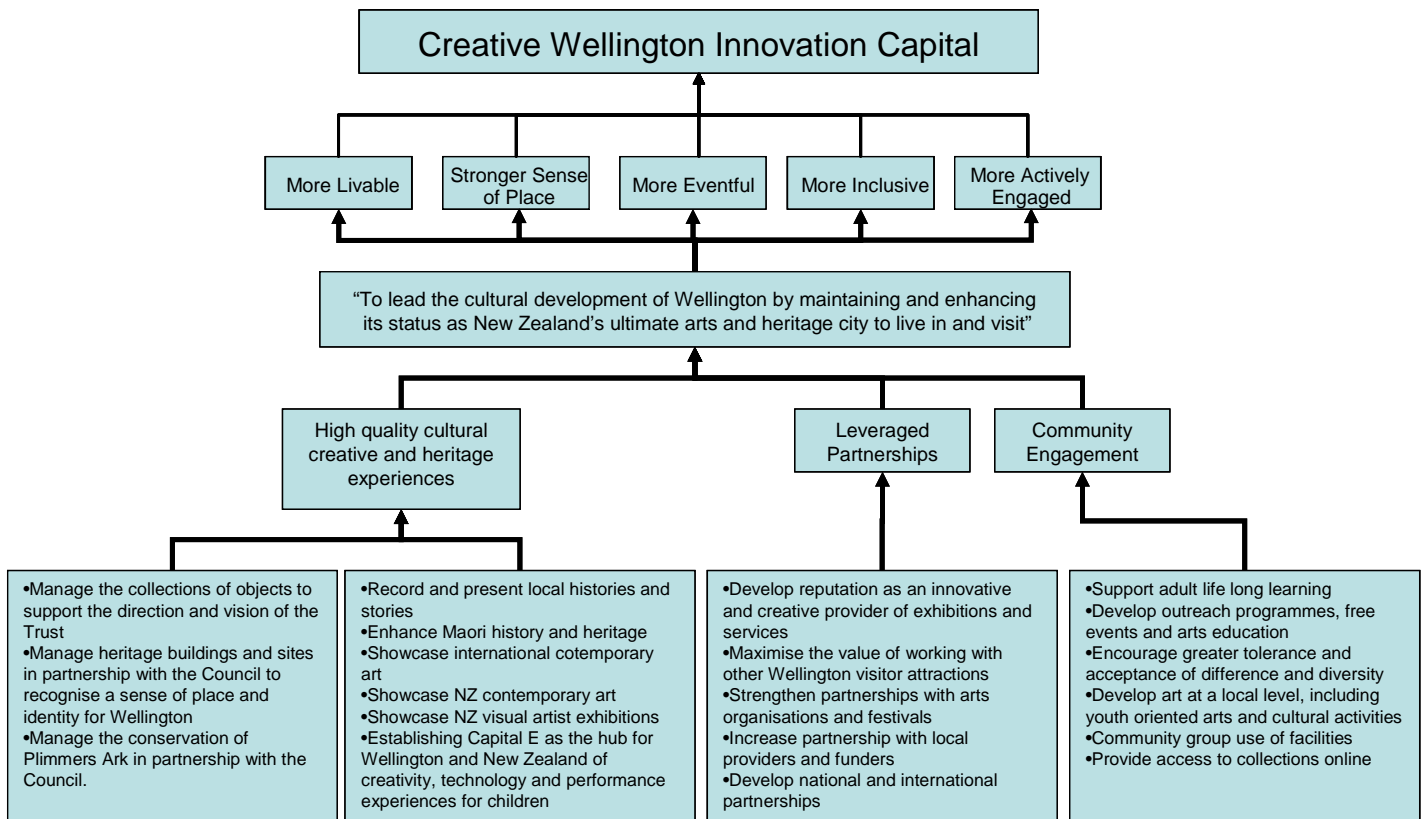 Creative Wellington Innovation Capital
More Livable
Stronger Sense
of Place
More Eventful
More Inclusive
More Actively
Engaged
“To lead the cultural development of Wellington by maintaining and enhancing
its status as New Zealand’s ultimate arts and heritage city to live in and visit”
High quality cultural
creative and heritage
experiences
Leveraged
Partnerships
Community
Engagement
•Manage the collections of objects to
support the direction and vision of the
Trust
•Manage heritage buildings and sites
in partnership with the Council to
recognise a sense of place and
identity for Wellington
•Manage the conservation of
Plimmers Ark in partnership with the
Council.
•Record and present local histories and
stories
•Enhance Maori history and heritage
•Showcase international cotemporary
art
•Showcase NZ contemporary art
•Showcase NZ visual artist exhibitions
•Establishing Capital E as the hub for
Wellington and New Zealand of
creativity, technology and performance
experiences for children
•Develop reputation as an innovative
and creative provider of exhibitions and
services
•Maximise the value of working with
other Wellington visitor attractions
•Strengthen partnerships with arts
organisations and festivals
•Increase partnership with local
providers and funders
•Develop national and international
partnerships
•Support adult life long learning
•Develop outreach programmes, free
events and arts education
•Encourage greater tolerance and
acceptance of difference and diversity
•Develop art at a local level, including
youth oriented arts and cultural activities
•Community group use of facilities
•Provide access to collections online